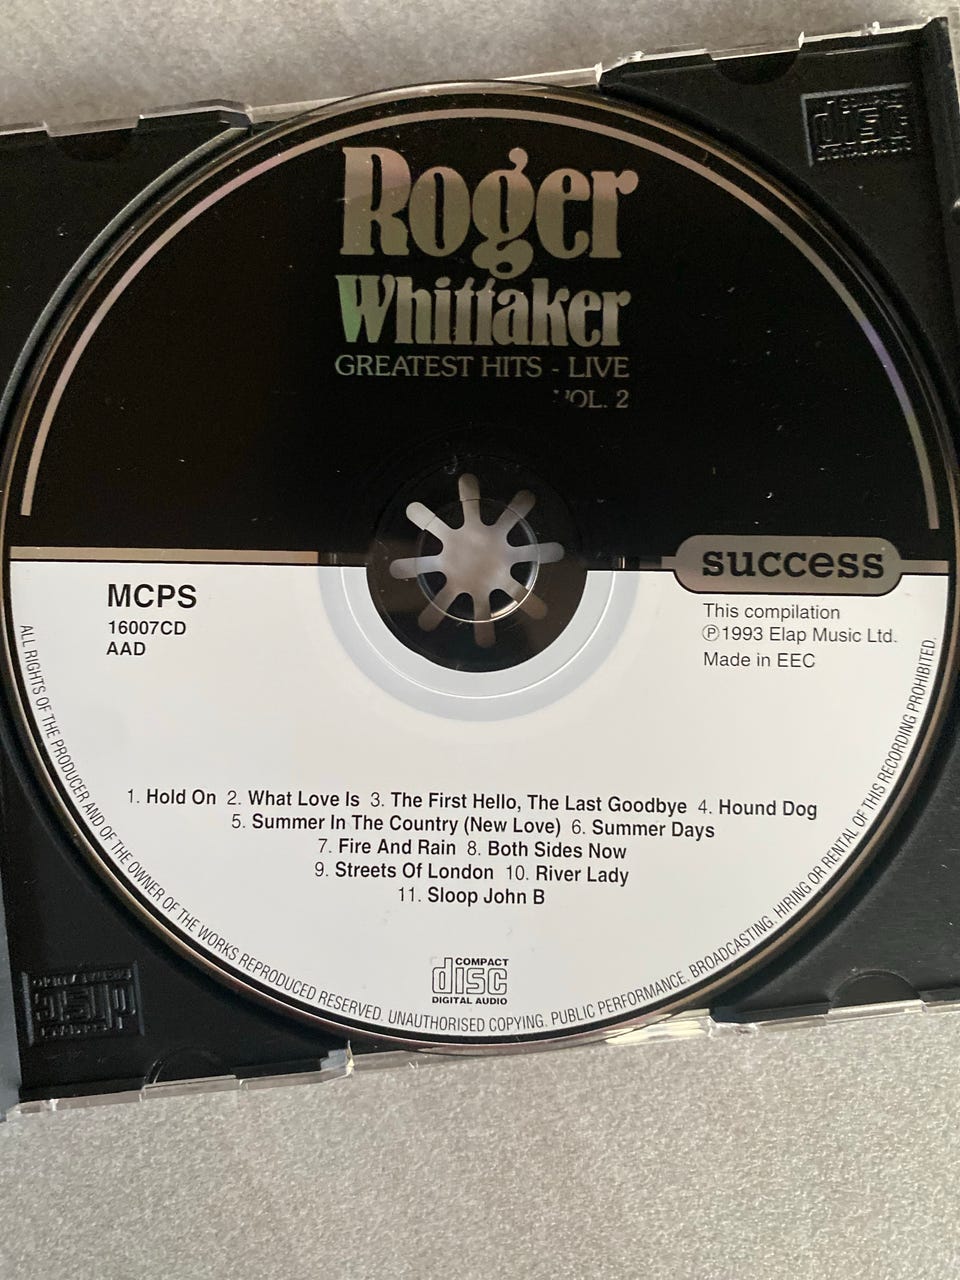 Roger
Whittaker
GREATEST HITS - LIVE
VOL. 2
success
MCPS
16007CD
AAD
This compilation
℗1993 Elap Music Ltd.
Made in EEC
1. Hold On 2. What Love Is 3. The First Hello, The Last Goodbye 4. Hound Dog
5. Summer In The Country (New Love) 6. Summer Days
7. Fire And Rain 8. Both Sides Now
9. Streets Of London 10. River Lady
11. Sloop John B
COMPACT
disc
DIGITAL AUDIO
ALL RIGHTS OF THE PRODUCER AND OF THE OWNER OF THE WORKS REPRODUCED RESERVED. UNAUTHORISED COPYING. PUBLIC PERFORMANCE. BROADCASTING. HIRING OR RENTAL OF THIS RECORDING PROHIBITED.
COMPACT
disc